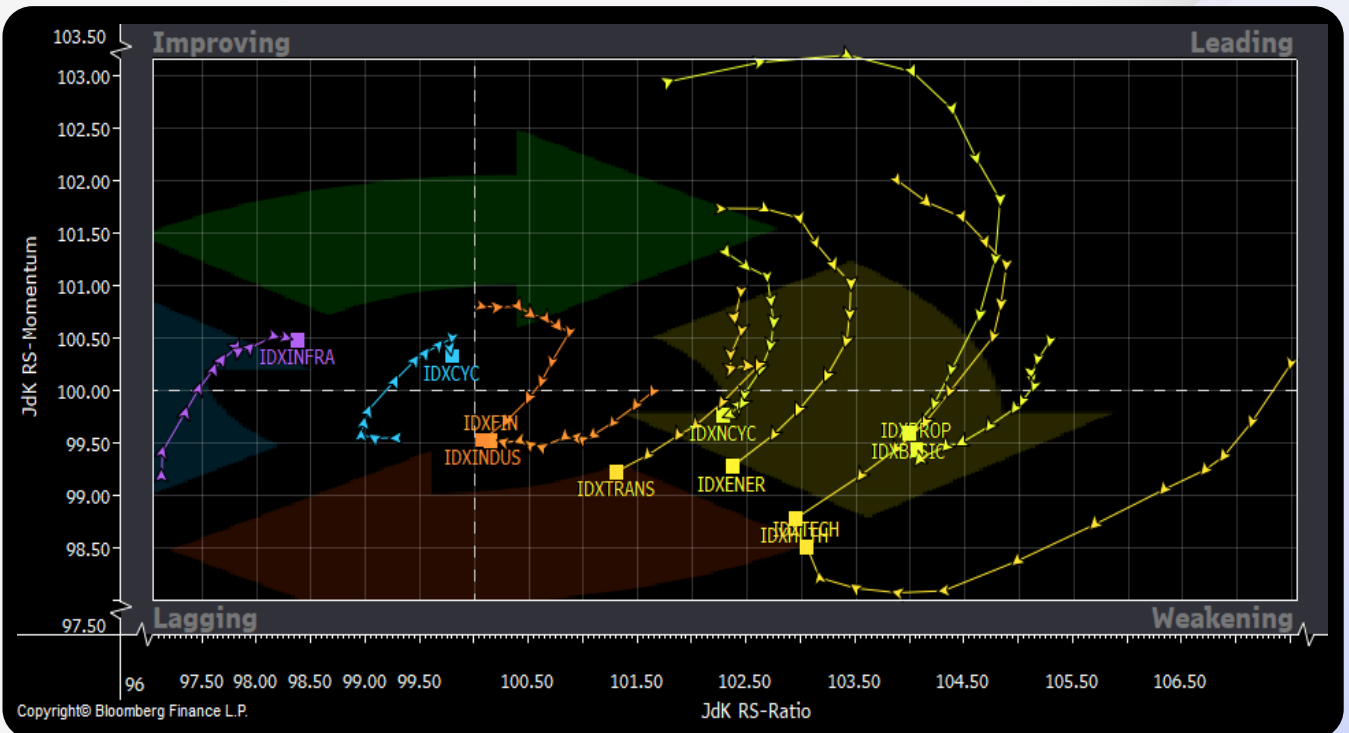 103.50
Improving
Leading
103.00
102.50
102.00
101.50
101.00
100.50
100.00
99.50
99.00
98.50
97.50
JdK RS-Momentum
IDXINFRA
IDXCYC
IDXFIN
IDXINDUS
IDXTRANS
IDXNCYC
IDXENER
IDXPROP
IDXBASIC
IDXTECH
Lagging
Weakening
96 97.50 98.00 98.50 99.00 99.50 100.50 101.50 102.50 103.50 104.50 105.50 106.50
Copyright© Bloomberg Finance L.P.
JdK RS-Ratio